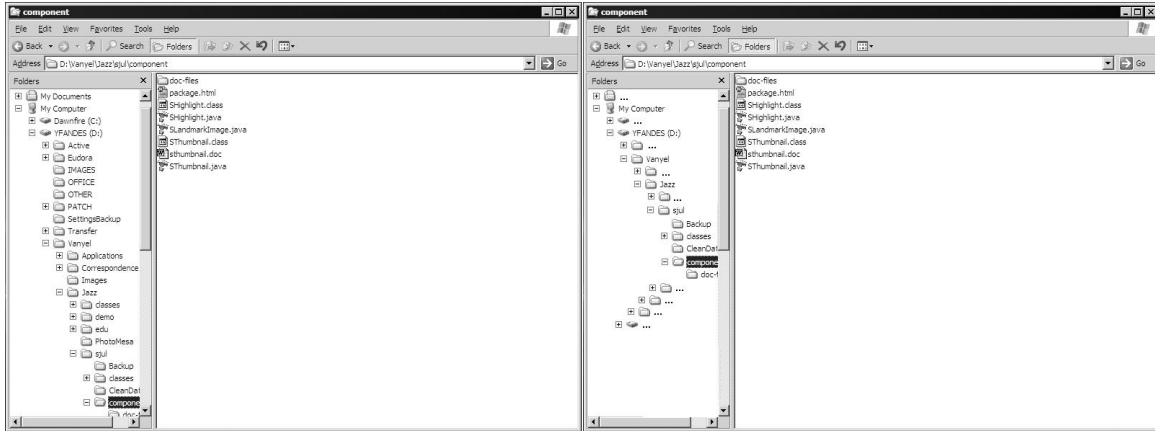 component
File Edit View Favorites Tools Help
Back Search Folders
Address D:\Vanyel\Jazz\sjul\component Go
Folders
My Documents
My Computer
Dawnfire (C:)
YFANDES (D:)
Active
Eudora
IMAGES
OFFICE
OTHER
PATCH
SettingsBackup
Transfer
Vanyel
Applications
Correspondence
Images
Jazz
classes
demo
edu
PhotoMesa
sjul
Backup
classes
CleanDat
compone
doc-f
doc-files
package.html
SHighlight.class
SHighlight.java
SLandmarkImage.java
SThumbnail.class
sthumbnail.doc
SThumbnail.java
component
File Edit View Favorites Tools Help
Back Search Folders
Address D:\Vanyel\Jazz\sjul\component Go
Folders
...
My Computer
...
YFANDES (D:)
...
Vanyel
...
Jazz
...
sjul
Backup
classes
CleanDat
compone
doc-f
...
...
...
...
doc-files
package.html
SHighlight.class
SHighlight.java
SLandmarkImage.java
SThumbnail.class
sthumbnail.doc
SThumbnail.java